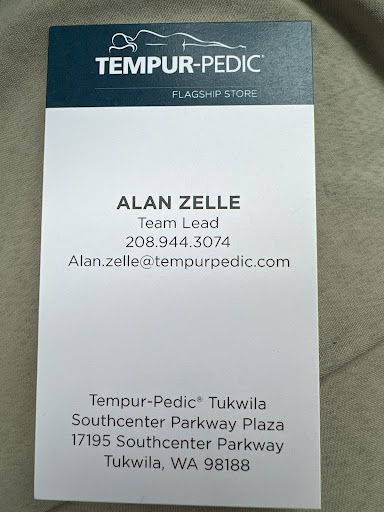 TEMPUR-PEDIC®
FLAGSHIP STORE
ALAN ZELLE
Team Lead
208.944.3074
Alan.zelle@tempurpedic.com
Tempur-Pedic® Tukwila
Southcenter Parkway Plaza
17195 Southcenter Parkway
Tukwila, WA 98188